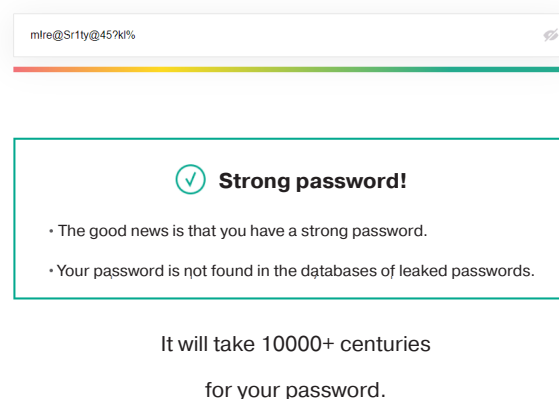 młre@Sr1ty@45?kl%
Strong password!
• The good news is that you have a strong password.
• Your password is not found in the databases of leaked passwords.
It will take 10000+ centuries
for your password.